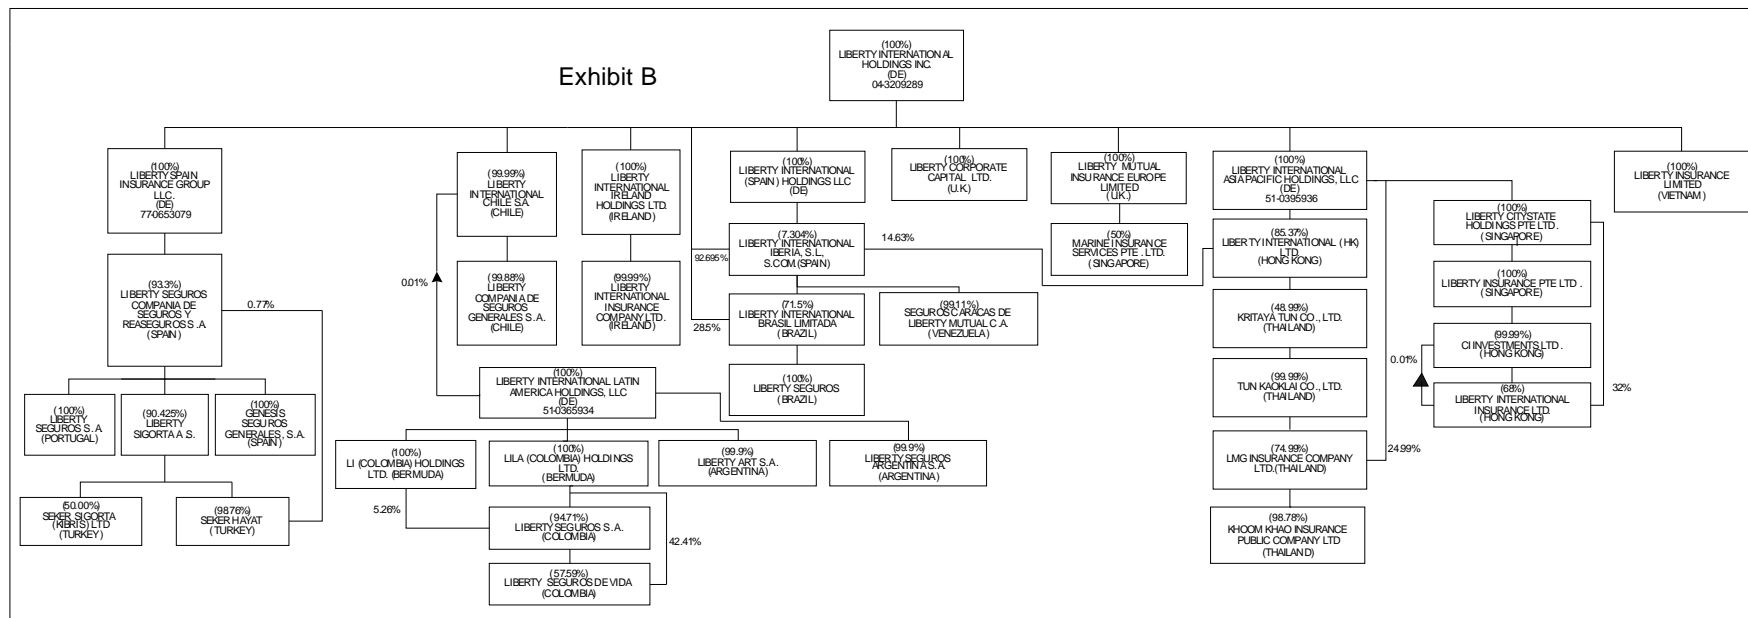 Exhibit B
(100%)
LIBERTY INTERNATIONAL
HOLDINGS INC.
(DE)
04-3209289
(100%)
LIBERTY SPAIN
INSURANCE GROUP
LLC.
(DE)
77-0653079
(93.3%)
LIBERTY SEGUROS
COMPANIA DE
SEGUROS Y
REASEGUROS S.A
(SPAIN)
0.77%
(100%)
LIBERTY
SEGUROS S.A
(PORTUGAL)
(90.425%)
LIBERTY
SIGORTA A S.
(100%)
GENESIS
SEGUROS
GENERALES, S.A.
(SPAIN)
(50.00%)
SEKER SIGORTA
(KIBRIS) LTD
(TURKEY)
(98.76%)
SEKER HAYAT
(TURKEY)
(99.99%)
LIBERTY
INTERNATIONAL
CHILE S.A.
(CHILE)
0.01%
(99.88%)
LIBERTY
COMPANIA DE
SEGUROS
GENERALES S.A.
(CHILE)
(100%)
LIBERTY
INTERNATIONAL
IRELAND
HOLDINGS LTD.
(IRELAND)
(99.99%)
LIBERTY
INTERNATIONAL
INSURANCE
COMPANY LTD.
(IRELAND)
(100%)
LIBERTY INTERNATIONAL LATIN
AMERICA HOLDINGS, LLC
(DE)
51-0365934
(100%)
LI (COLOMBIA) HOLDINGS
LTD. (BERMUDA)
(100%)
LILA (COLOMBIA) HOLDINGS
LTD.
(BERMUDA)
(99.9%)
LIBERTY ART S.A.
(ARGENTINA)
(99.9%)
LIBERTY SEGUROS
ARGENTINA S.A.
(ARGENTINA)
5.26%
(94.71%)
LIBERTY SEGUROS S.A.
(COLOMBIA)
42.41%
(57.59%)
LIBERTY SEGUROS DE VIDA
(COLOMBIA)
(100%)
LIBERTY INTERNATIONAL
(SPAIN) HOLDINGS LLC
(DE)
92.695%
(7.304%)
LIBERTY INTERNATIONAL
IBERIA, S.L,
S.COM.(SPAIN)
14.63%
28.5%
(71.5%)
LIBERTY INTERNATIONAL
BRASIL LIMITADA
(BRAZIL)
(99.11%)
SEGUROS CARACAS DE
LIBERTY MUTUAL C.A.
(VENEZUELA)
(100%)
LIBERTY SEGUROS
(BRAZIL)
(100%)
LIBERTY CORPORATE
CAPITAL LTD.
(U.K.)
(100%)
LIBERTY MUTUAL
INSURANCE EUROPE
LIMITED
(U.K.)
(50%)
MARINE INSURANCE
SERVICES PTE. LTD.
(SINGAPORE)
(100%)
LIBERTY INTERNATIONAL
ASIA PACIFIC HOLDINGS, LLC
(DE)
51-0395936
(85.37%)
LIBERTY INTERNATIONAL (HK)
LTD.
(HONG KONG)
(48.99%)
KRITAYA TUN CO., LTD.
(THAILAND)
(99.99%)
TUN KAOKLAI CO., LTD.
(THAILAND)
(74.99%)
LMG INSURANCE COMPANY
LTD.(THAILAND)
24.99%
(98.78%)
KHOOM KHAO INSURANCE
PUBLIC COMPANY LTD
(THAILAND)
(100%)
LIBERTY CITYSTATE
HOLDINGS PTE LTD.
(SINGAPORE)
(100%)
LIBERTY INSURANCE PTE LTD.
(SINGAPORE)
(99.99%)
CI INVESTMENTS LTD.
(HONG KONG)
0.01%
32%
(68%)
LIBERTY INTERNATIONAL
INSURANCE LTD.
(HONG KONG)
(100%)
LIBERTY INSURANCE
LIMITED
(VIETNAM)